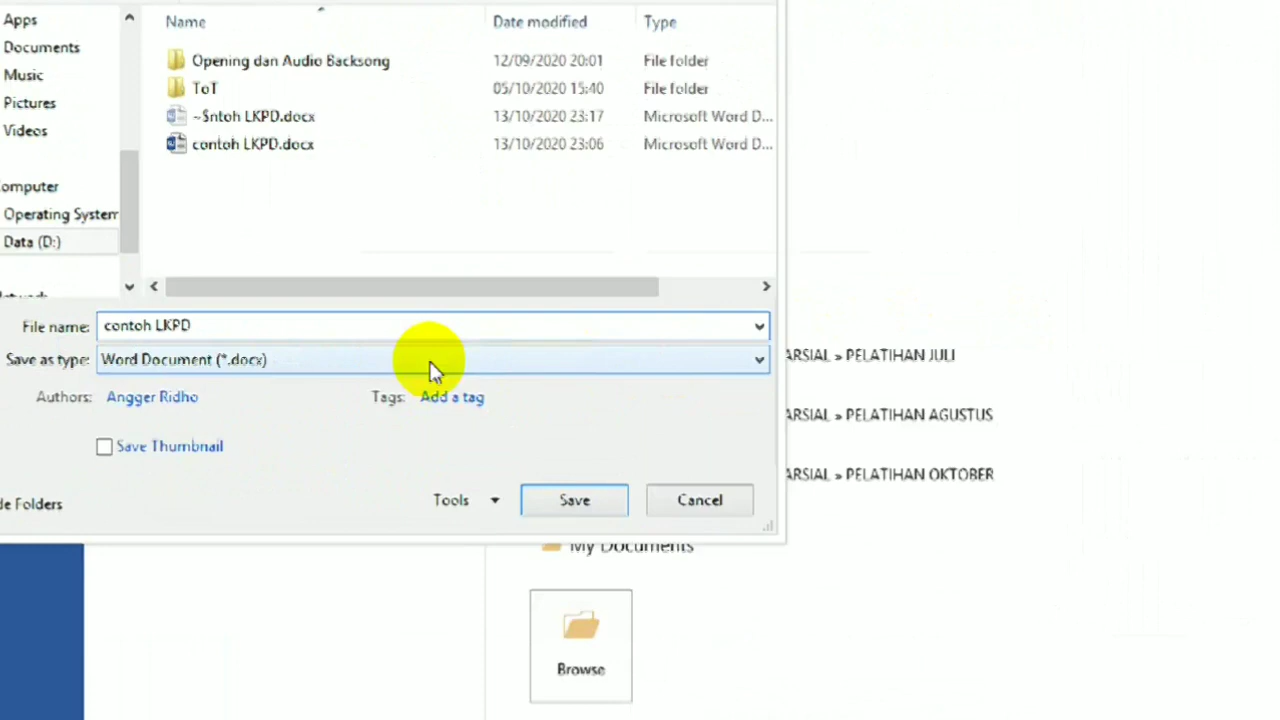 Apps
Name
Date modified
Type
Documents
Music
Pictures
Videos
Opening dan Audio Backsong
12/09/2020 20:01
File folder
ToT
05/10/2020 15:40
File folder
~$ntoh LKPD.docx
13/10/2020 23:17
Microsoft Word D...
contoh LKPD.docx
13/10/2020 23:06
Microsoft Word D...
omputer
Operating System
Data (D:)
File name:
contoh LKPD
Save as type:
Word Document (*.docx)
Authors:
Angger Ridho
Tags:
Add a tag
Save Thumbnail
de Folders
Tools
Save
Cancel
ARSIAL » PELATIHAN JULI
ARSIAL » PELATIHAN AGUSTUS
ARSIAL » PELATIHAN OKTOBER
My Documents
Browse